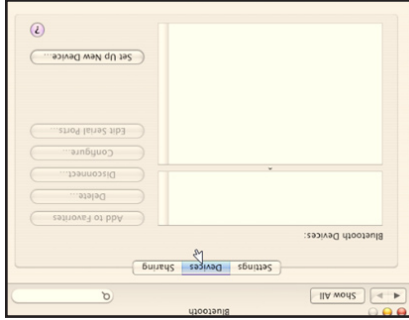 Bluetooth
Show All
Settings Devices Sharing
Bluetooth Devices:
Add to Favorites
Delete...
Disconnect
Configure...
Edit Serial Ports
Set Up New Device...
?